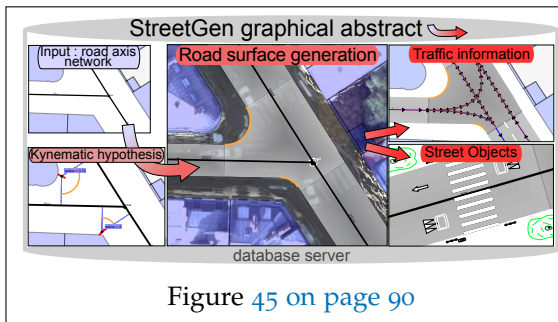 StreetGen graphical abstract
Input : road axis
network
Road surface generation
Traffic information
Kynematic hypothesis
Street Objects
database server
Figure 45 on page 90